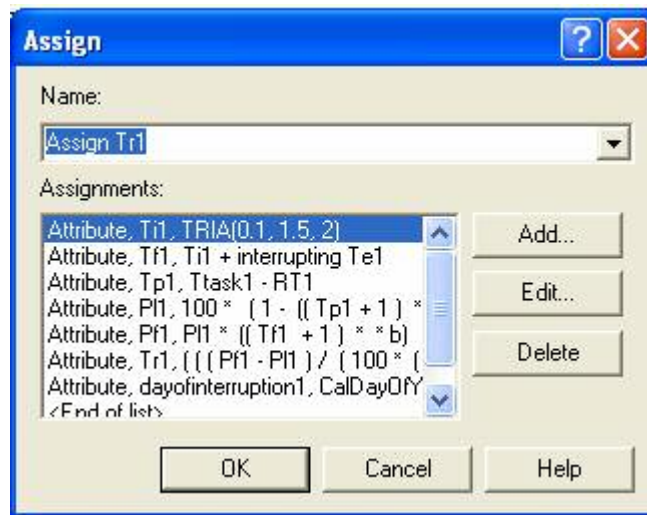 Assign
Name:
Assign Tr1
Assignments:
Attribute, Ti1, TRIA(0.1, 1.5, 2)
Attribute, Tf1, Ti1 + interrupting Te1
Attribute, Tp1, Ttask1 - RT1
Attribute, Pl1, 100 * ( 1 - (( Tp1 + 1 ) *
Attribute, Pf1, Pl1 * (( Tf1 + 1 ) * * b)
Attribute, Tr1, ( ( ( Pf1 - Pl1 ) / ( 100 * (
Attribute, dayofinterruption1, CalDayOfY
<End of list>
Add...
Edit...
Delete
OK
Cancel
Help